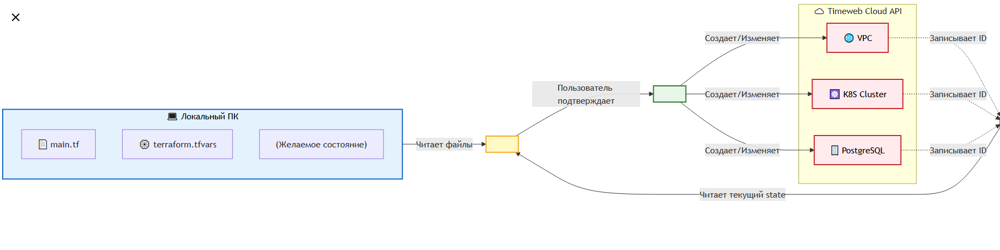 Timeweb Cloud API
Создает/Изменяет
VPC
Записывает ID
Пользователь
подтверждает
Создает/Изменяет
K8S Cluster
Записывает ID
Локальный ПК
main.tf
terraform.tfvars
(Желаемое состояние)
Читает файлы
Создает/Изменяет
PostgreSQL
Записывает ID
Читает текущий state